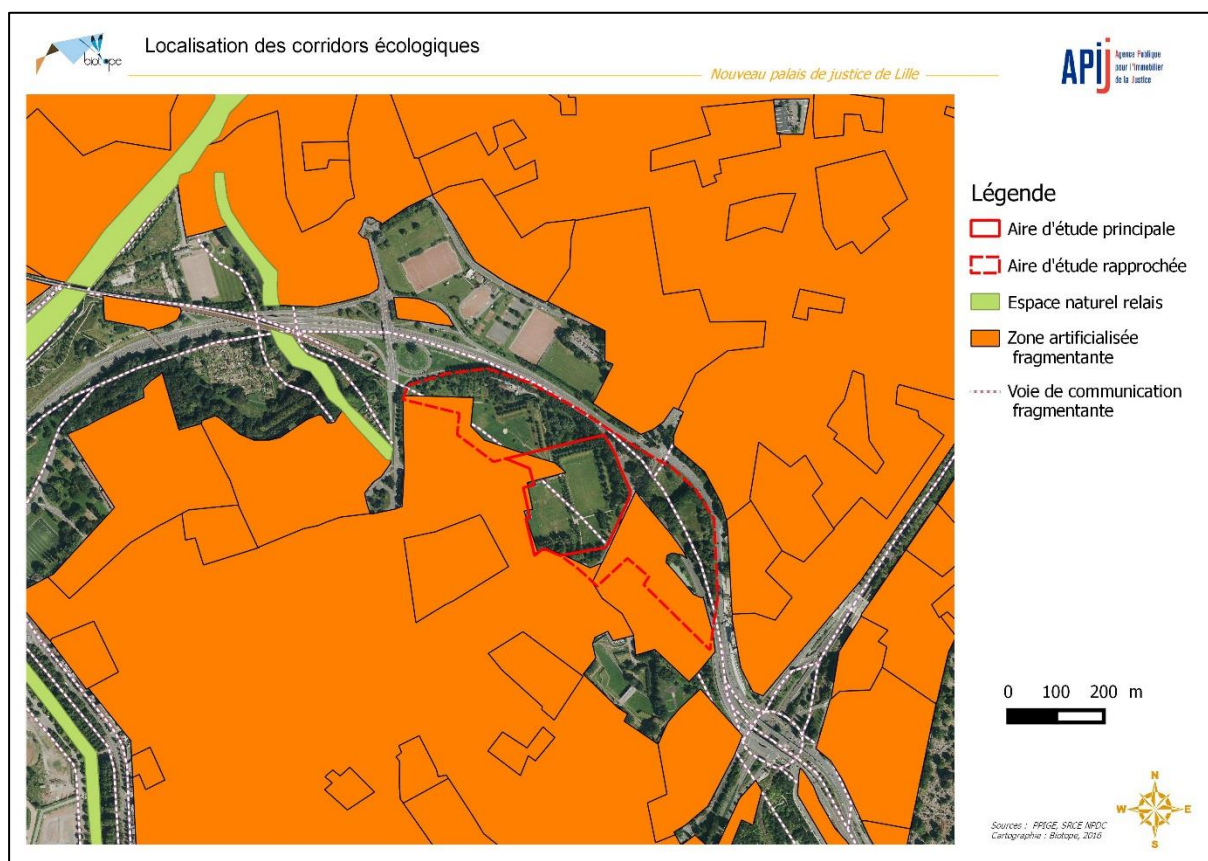 biotope
Localisation des corridors écologiques
Nouveau palais de justice de Lille
APIJ
Agence Publique
pour l'Immobilier
de la Justice
Légende
Aire d'étude principale
Aire d'étude rapprochée
Espace naturel relais
Zone artificialisée
fragmentante
Voie de communication
fragmentante
0 100 200 m
N
W E
S
Sources : PPIGE, SRCE NPDC
Cartographie : Biotope, 2016